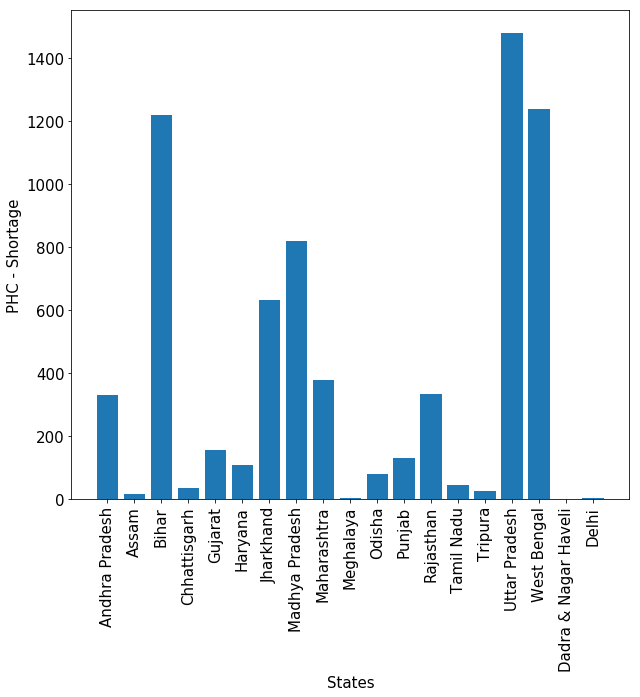 1400
1200
1000
800
600
400
200
0
PHC - Shortage
Andhra Pradesh
Assam
Bihar
Chhattisgarh
Gujarat
Haryana
Jharkhand
Madhya Pradesh
Maharashtra
Meghalaya
Odisha
Punjab
Rajasthan
Tamil Nadu
Tripura
Uttar Pradesh
West Bengal
Dadra & Nagar Haveli
Delhi
States